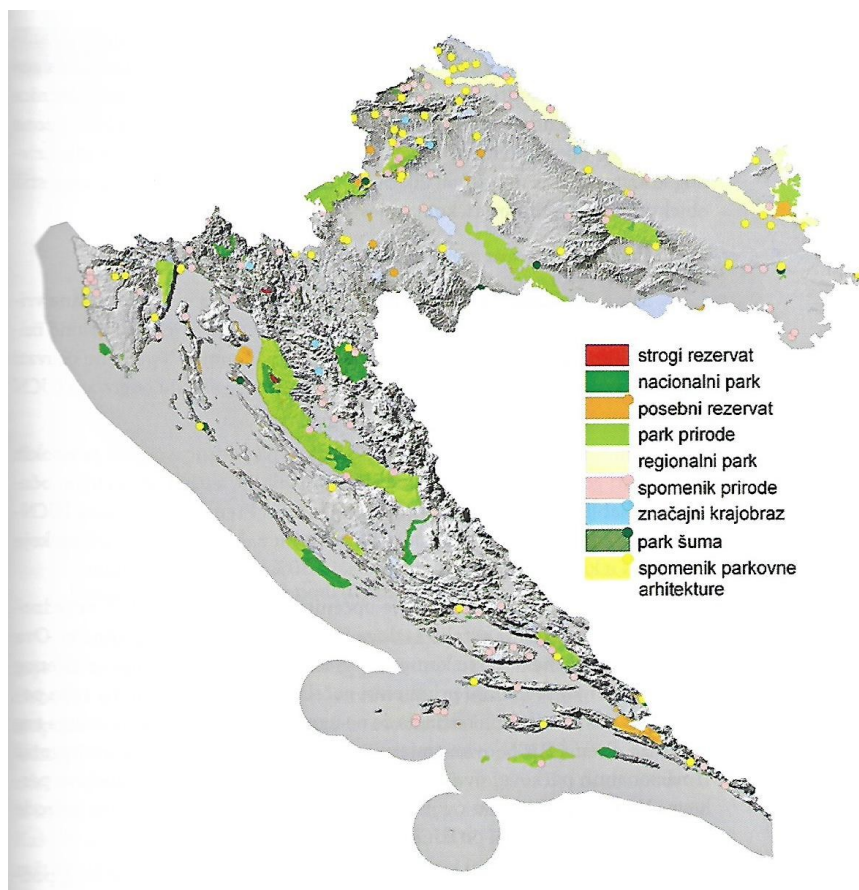 strogi rezervat
nacionalni park
posebni rezervat
park prirode
regionalni park
spomenik prirode
značajni krajobraz
park šuma
spomenik parkovne
arhitekture